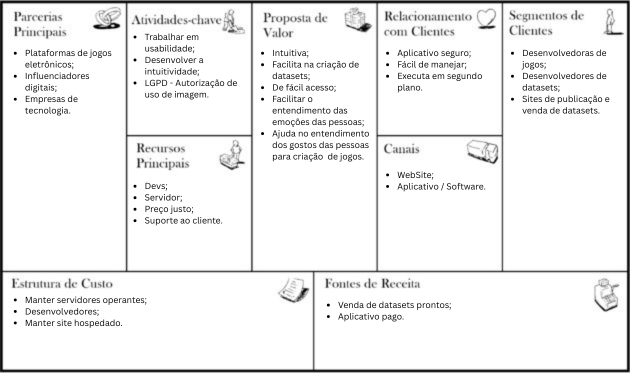 Parcerias
Principais
• Plataformas de jogos
eletrônicos;
• Influenciadores
digitais;
• Empresas de
tecnologia.
Atividades-chave
• Trabalhar em
usabilidade;
• Desenvolver a
intuitividade;
• LGPD - Autorização de
uso de imagem.
Recursos
Principais
• Devs;
• Servidor;
• Preço justo;
• Suporte ao cliente.
Proposta de
Valor
• Intuitiva;
• Facilita na criação de
datasets;
• De fácil acesso;
• Facilitar o
entendimento das
emoções das pessoas;
• Ajuda no entendimento
dos gostos das pessoas
para criação de jogos.
Relacionamento
com Clientes
• Aplicativo seguro;
• Fácil de manejar;
• Executa em segundo
plano.
Canais
• WebSite;
• Aplicativo / Software.
Segmentos de
Clientes
• Desenvolvedoras de
jogos;
• Desenvolvedores de
datasets;
• Sites de publicação e
venda de datasets.
Estrutura de Custo
• Manter servidores operantes;
• Desenvolvedores;
• Manter site hospedado.
Fontes de Receita
• Venda de datasets prontos;
• Aplicativo pago.